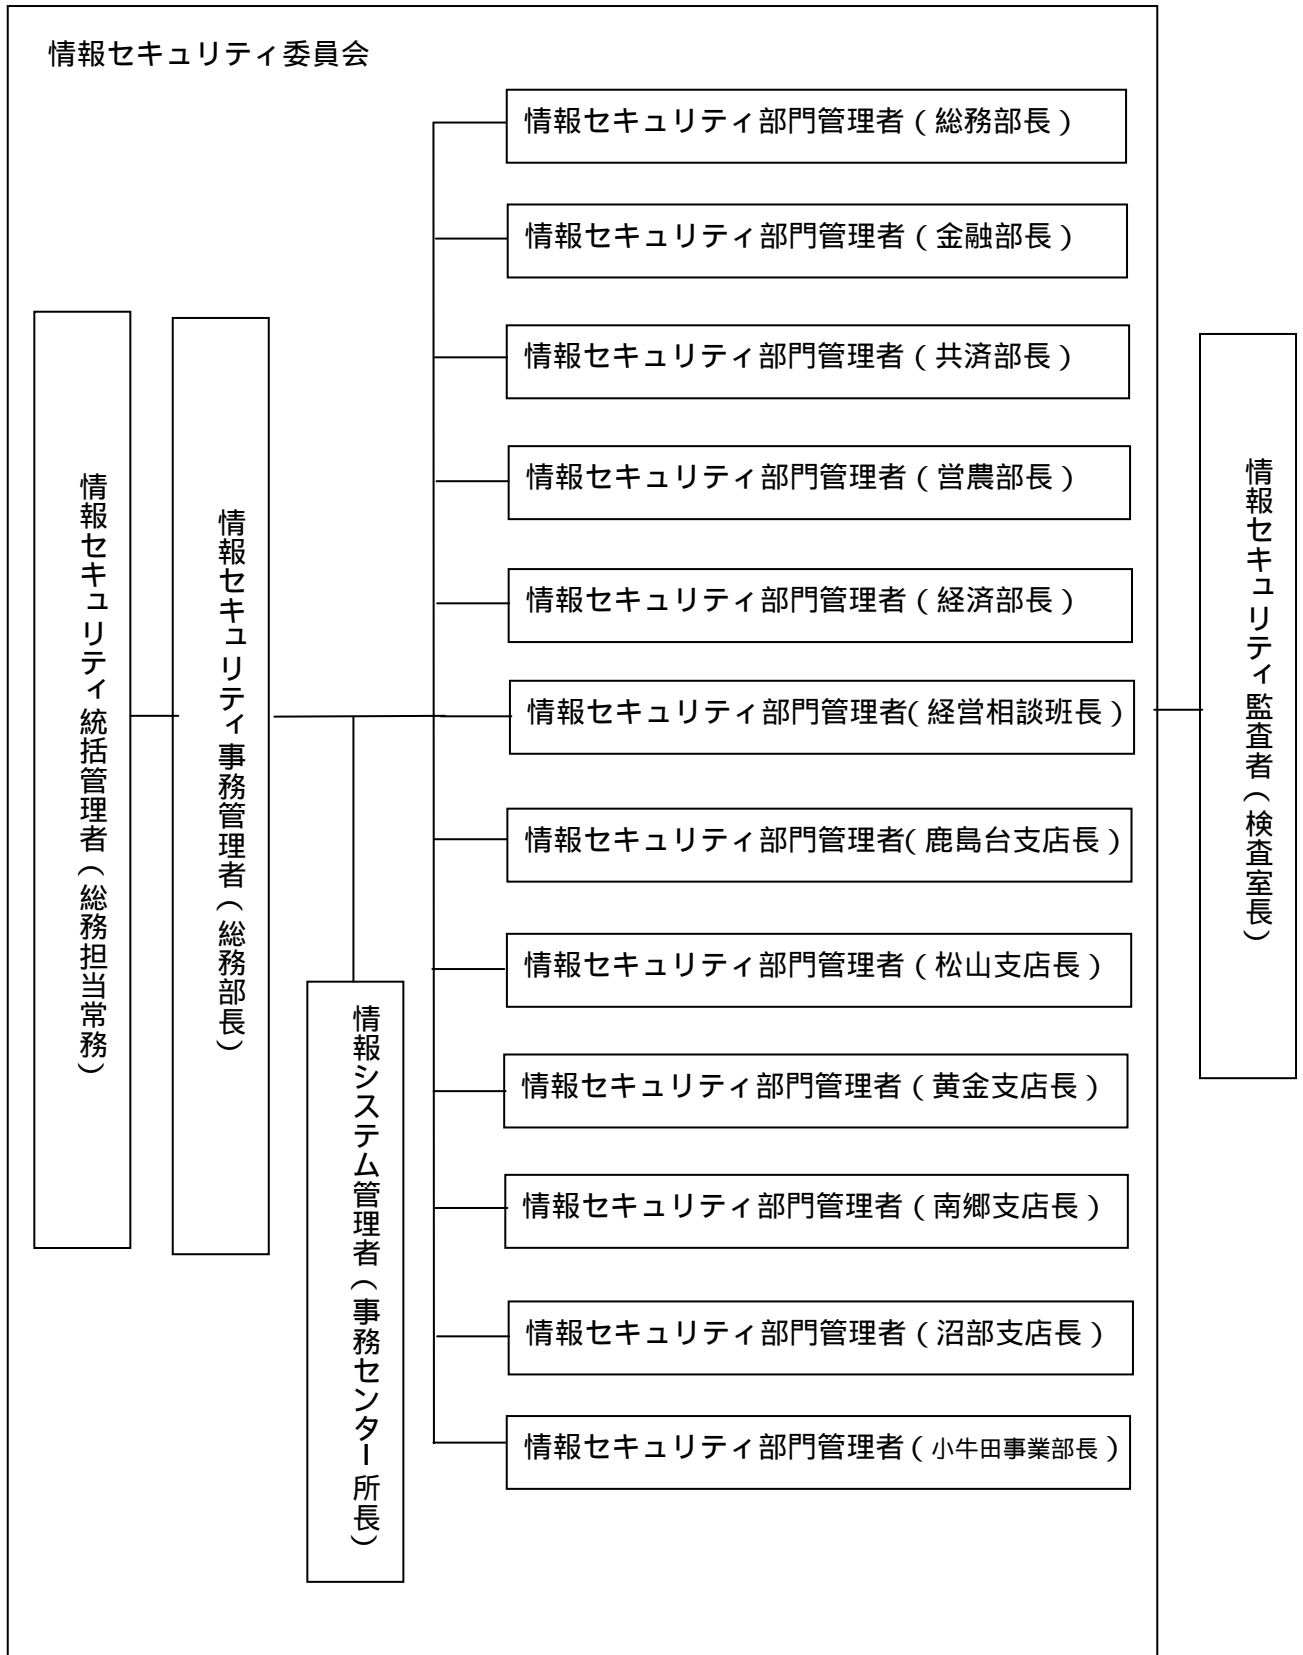 情報セキュリティ委員会
情報セキュリティ統括管理者(総務担当常務)
情報セキュリティ事務管理者(総務部長)
情報システム管理者(事務センター所長)
情報セキュリティ部門管理者(総務部長)
情報セキュリティ部門管理者(金融部長)
情報セキュリティ部門管理者(共済部長)
情報セキュリティ部門管理者(営農部長)
情報セキュリティ部門管理者(経済部長)
情報セキュリティ部門管理者(経営相談班長)
情報セキュリティ部門管理者(鹿島台支店長)
情報セキュリティ部門管理者(松山支店長)
情報セキュリティ部門管理者(黄金支店長)
情報セキュリティ部門管理者(南郷支店長)
情報セキュリティ部門管理者(沼部支店長)
情報セキュリティ部門管理者(小牛田事業部長)
情報セキュリティ監査者(検査室長)